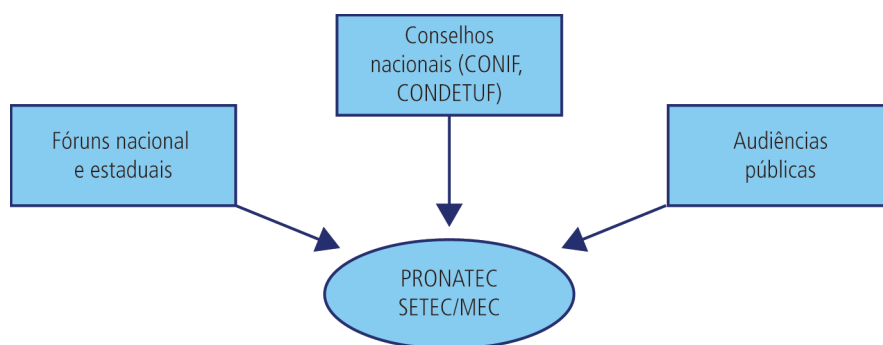 Conselhos
nacionais (CONIF,
CONDETUF)
Fóruns nacional
e estaduais
Audiências
públicas
PRONATEC
SETEC/MEC